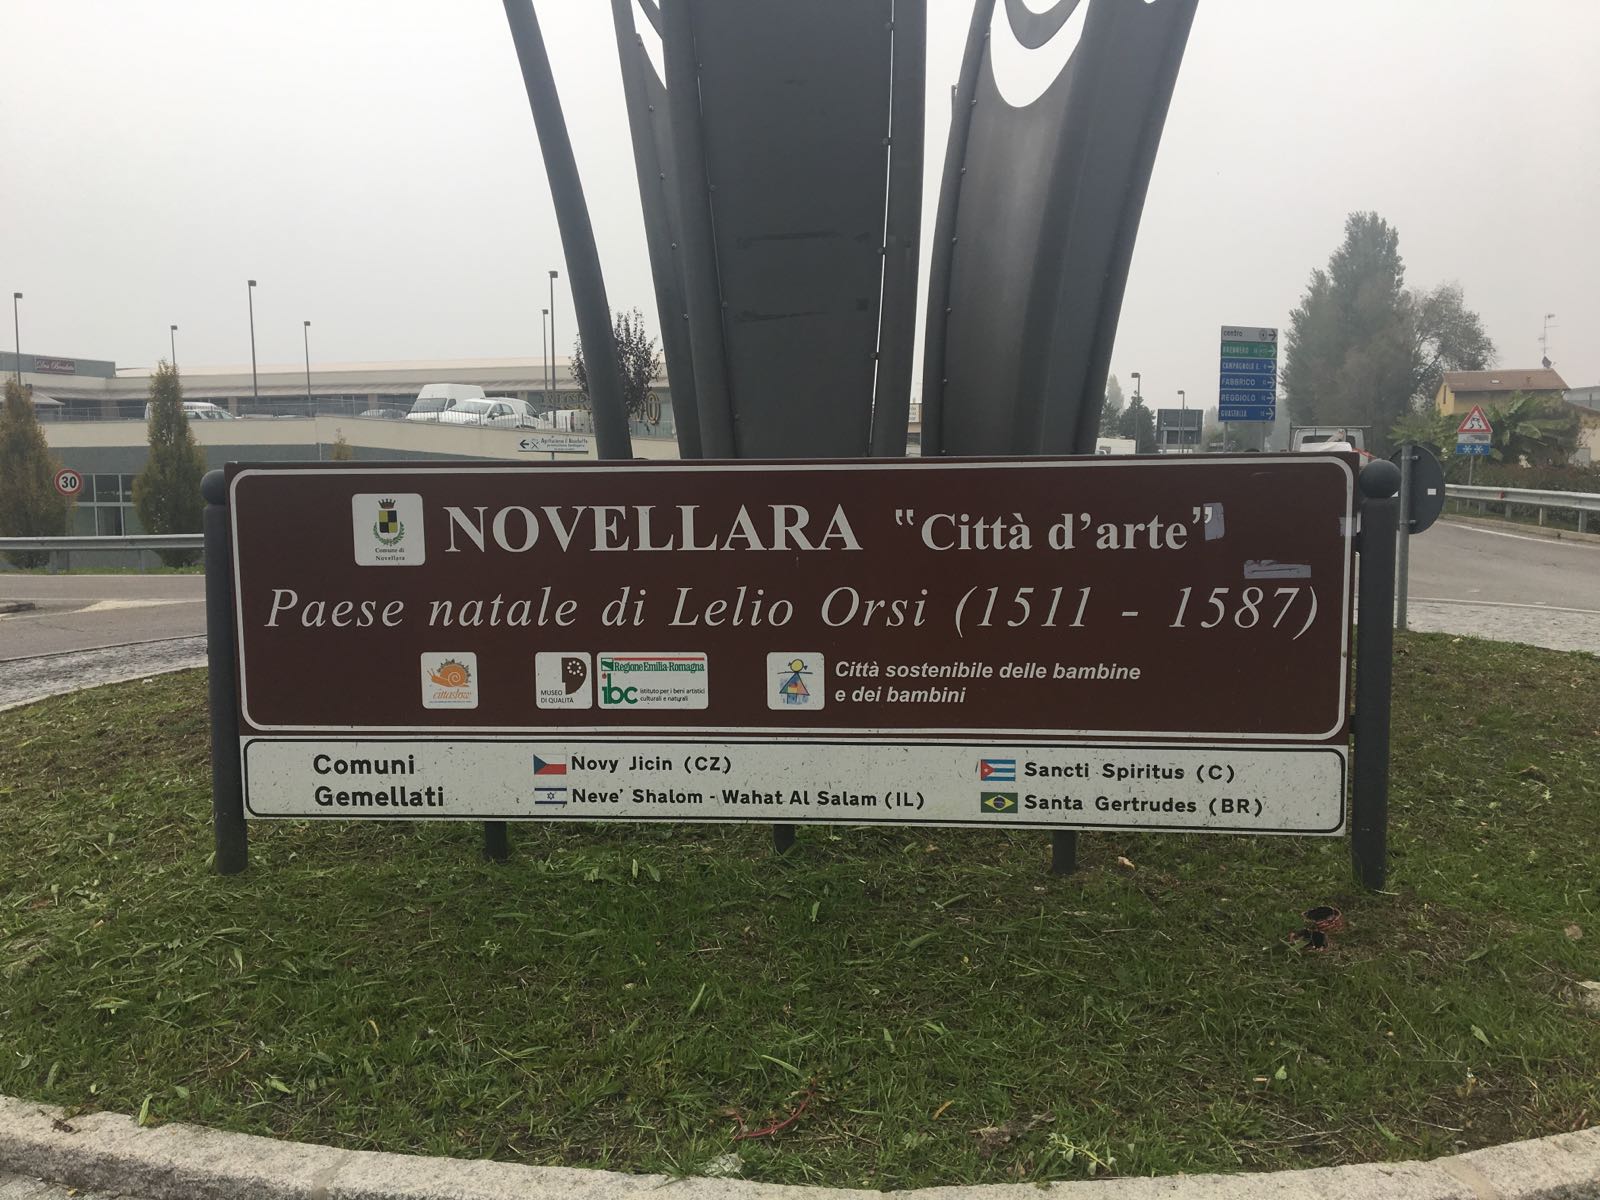 NOVELLARA "Città d'arte"
Comune di
Novellara
Paese natale di Lelio Orsi (1511 - 1587)
cittaslow
MUSEO
DI QUALITÀ
Regione Emilia-Romagna
ibc istituto per i beni artistici
culturali e naturali
Città sostenibile delle bambine
e dei bambini
Comuni
Gemellati
Novy Jicin (CZ)
Neve' Shalom - Wahat Al Salam (IL)
Sancti Spiritus (C)
Santa Gertrudes (BR)
30
centro
BRENNERO
CAMPAGNOLA E.
FABBRICO
REGGIOLO
GUASTALLA